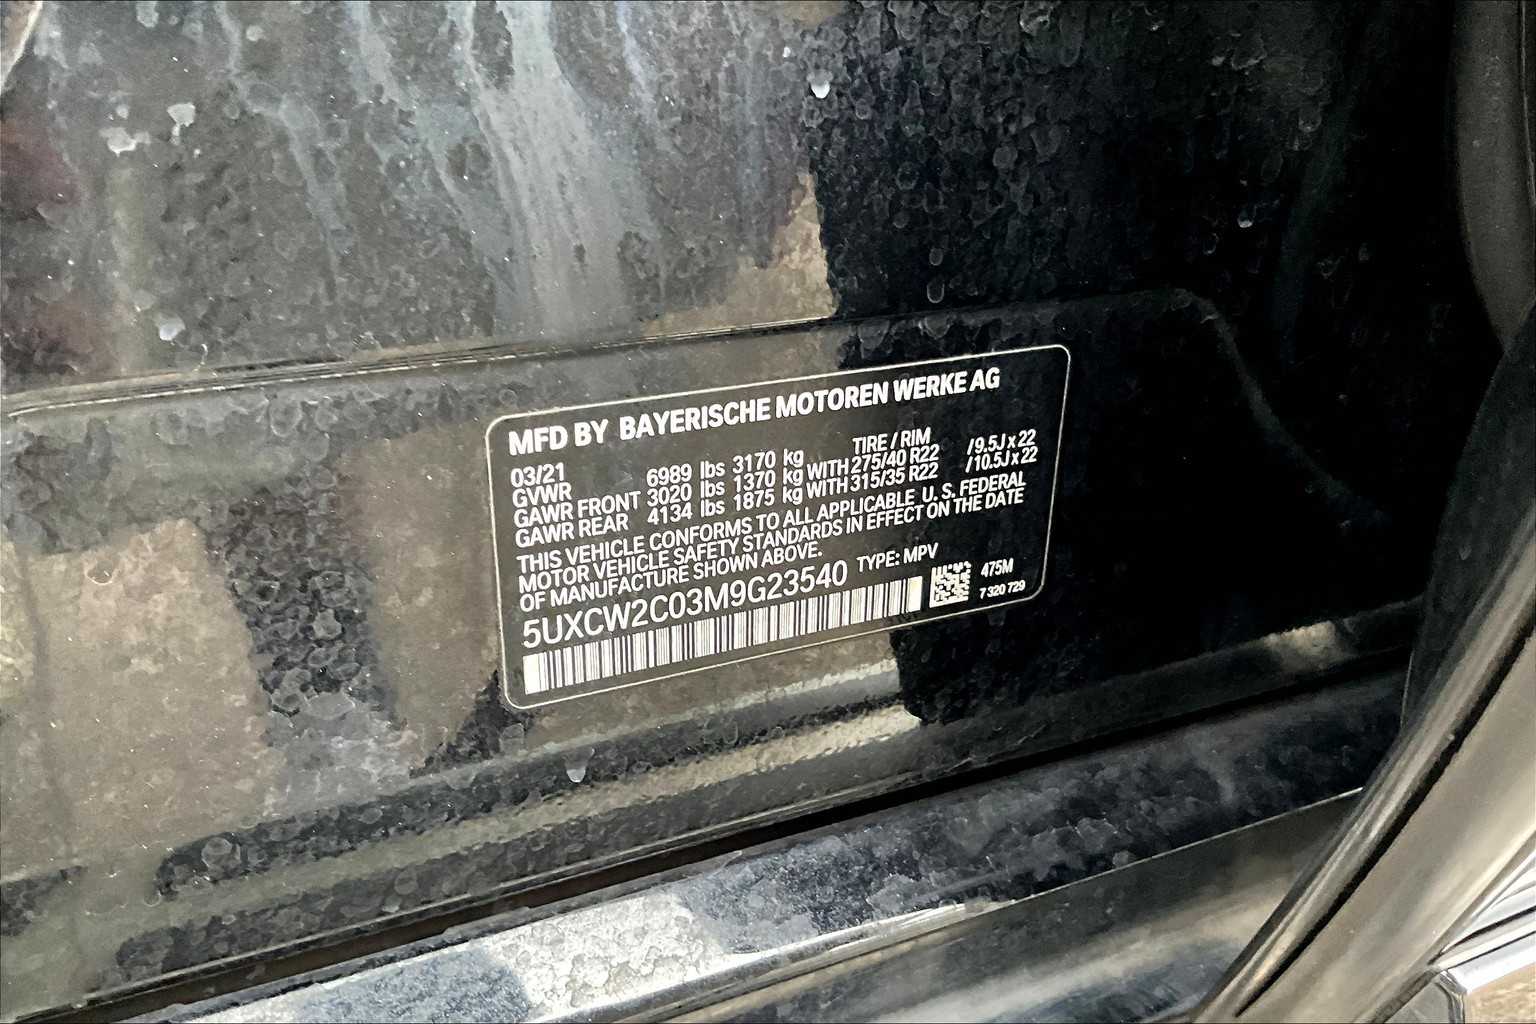 MFD BY BAYERISCHE MOTOREN WERKE AG
03/21 TIRE / RIM
GVWR 6989 lbs 3170 kg
GAWR FRONT 3020 lbs 1370 kg WITH 275/40 R22 /9.5J x 22
GAWR REAR 4134 lbs 1875 kg WITH 315/35 R22 /10.5J x 22
THIS VEHICLE CONFORMS TO ALL APPLICABLE U. S. FEDERAL
MOTOR VEHICLE SAFETY STANDARDS IN EFFECT ON THE DATE
OF MANUFACTURE SHOWN ABOVE.
5UXCW2C03M9G23540 TYPE: MPV
475M
7 320 729